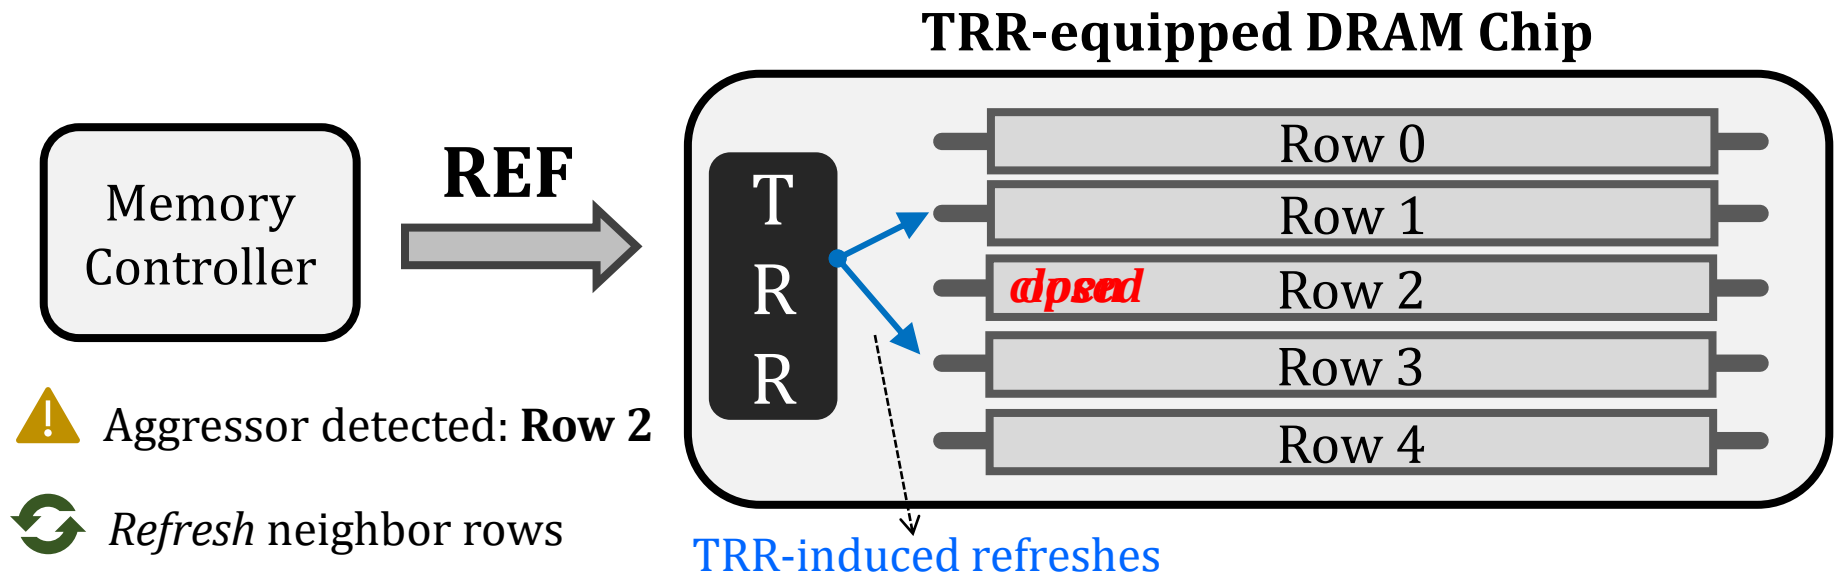 TRR-equipped DRAM Chip
Memory
Controller
REF
T
R
R
Row 0
Row 1
Row 2
Row 3
Row 4
Aggressor detected: Row 2
Refresh neighbor rows
TRR-induced refreshes